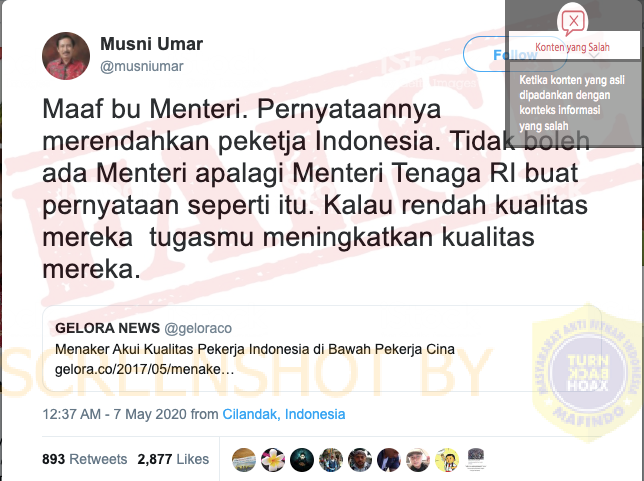 Musni Umar
@musniumar
Follow
Konten yang Salah
Ketika konten yang asli
dipadankan dengan
konteks informasi
yang salah
Maaf bu Menteri. Pernyataannya
merendahkan peketja Indonesia. Tidak boleh
ada Menteri apalagi Menteri Tenaga RI buat
pernyataan seperti itu. Kalau rendah kualitas
mereka tugasmu meningkatkan kualitas
mereka.
FALSE
GELORA NEWS @geloraco
Menaker Akui Kualitas Pekerja Indonesia di Bawah Pekerja Cina
gelora.co/2017/05/menake…
SCREENSHOT BY
MASYARAKAT ANTI FITNAH INDONESIA
TURN
BACK
HOAX
MAFINDO
12:37 AM - 7 May 2020 from Cilandak, Indonesia
893 Retweets 2,877 Likes